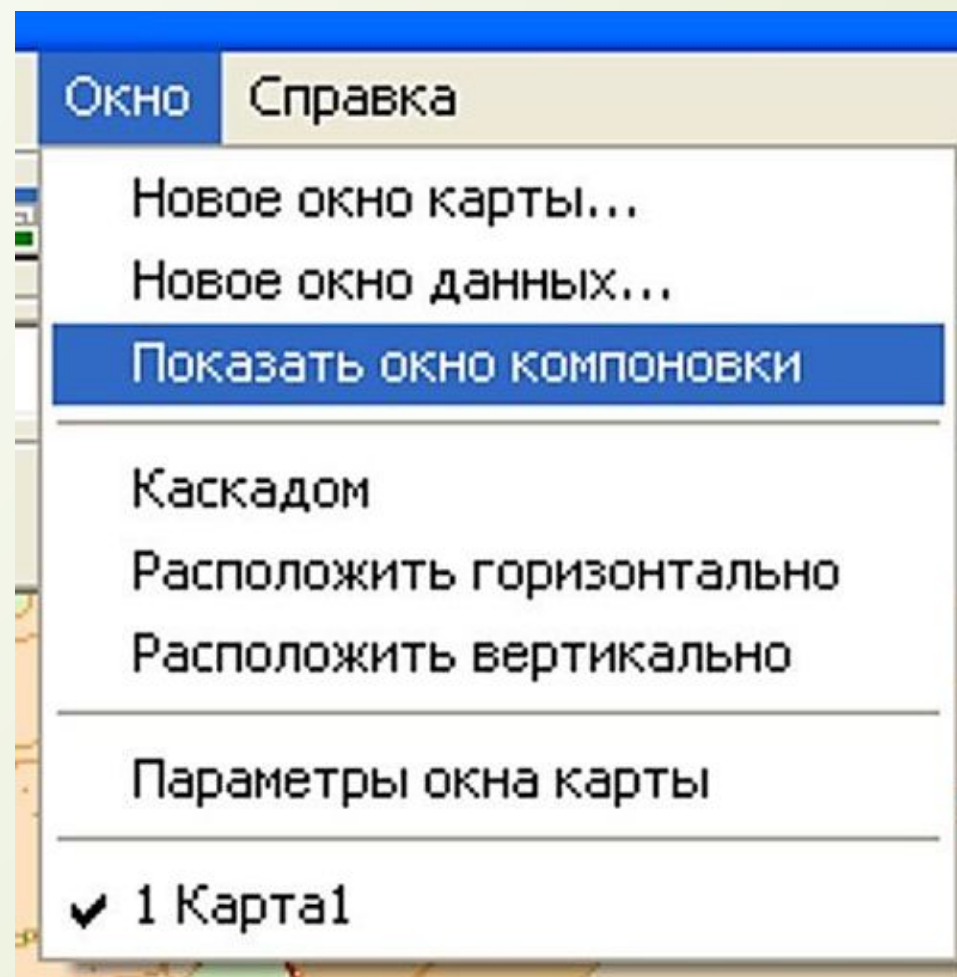 Окно Справка
Новое окно карты...
Новое окно данных...
Показать окно компоновки
Каскадом
Расположить горизонтально
Расположить вертикально
Параметры окна карты
1 Карта1